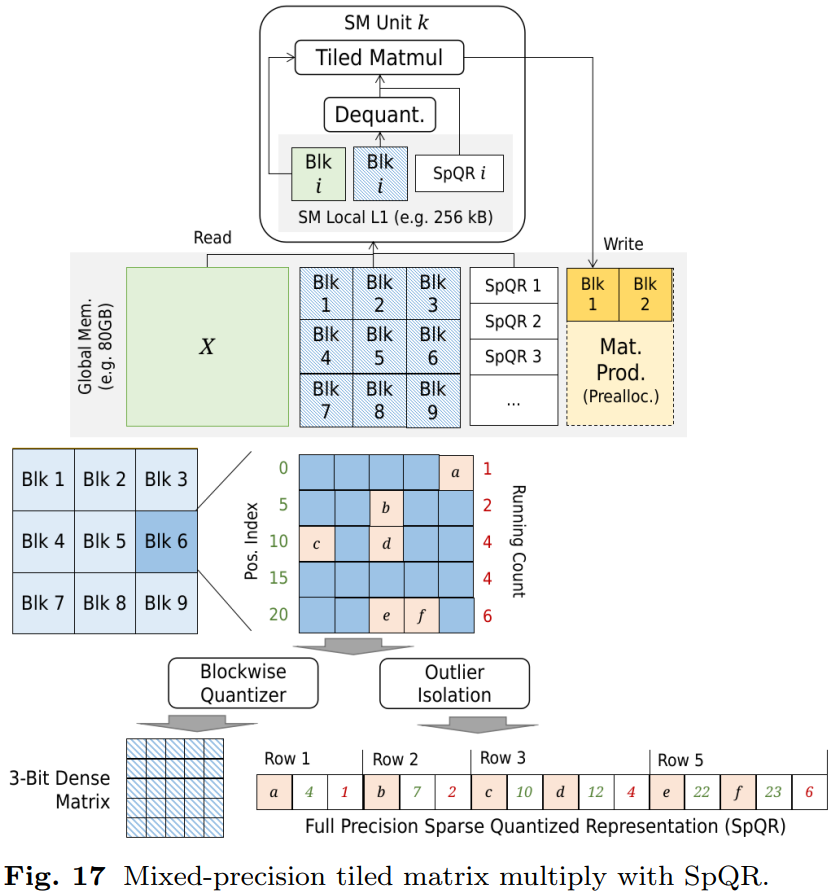 SM Unit k
Tiled Matmul
Dequant.
Blk
i
Blk
i
SpQR i
SM Local L1 (e.g. 256 kB)
Read
Write
Global Mem.
(e.g. 80GB)
X
Blk
1
Blk
2
Blk
3
Blk
4
Blk
5
Blk
6
Blk
7
Blk
8
Blk
9
SpQR 1
SpQR 2
SpQR 3
...
Blk
1
Blk
2
Mat.
Prod.
(Prealloc.)
Blk 1 Blk 2 Blk 3
Blk 4 Blk 5 Blk 6
Blk 7 Blk 8 Blk 9
Pos. Index
0 a 1
5 b 2
10 c d 4
15 4
20 e f 6
Running Count
Blockwise
Quantizer
Outlier
Isolation
3-Bit Dense
Matrix
Row 1 Row 2 Row 3 Row 5
a 4 1 b 7 2 c 10 d 12 4 e 22 f 23 6
Full Precision Sparse Quantized Representation (SpQR)
Fig. 17 Mixed-precision tiled matrix multiply with SpQR.